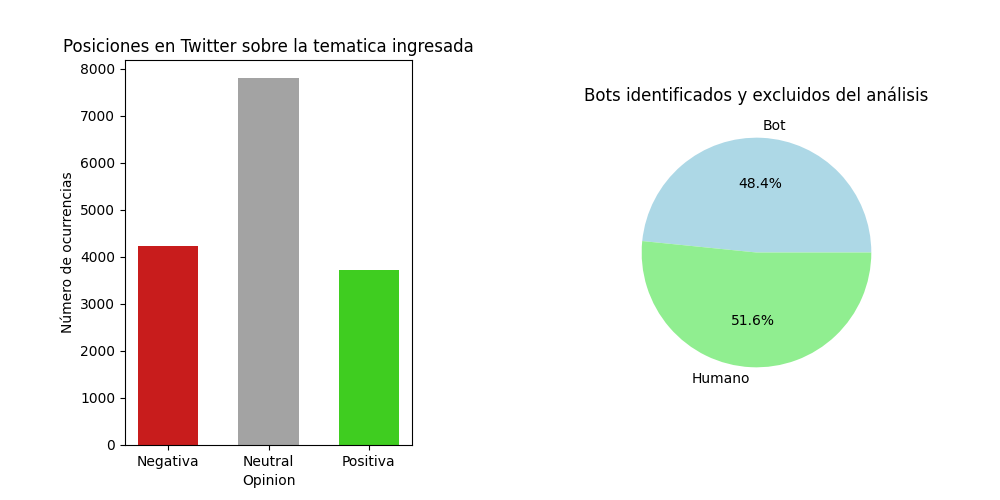 Posiciones en Twitter sobre la tematica ingresada
Número de ocurrencias
8000
7000
6000
5000
4000
3000
2000
1000
0
Negativa
Neutral
Positiva
Opinion
Bots identificados y excluidos del análisis
Bot
48.4%
51.6%
Humano